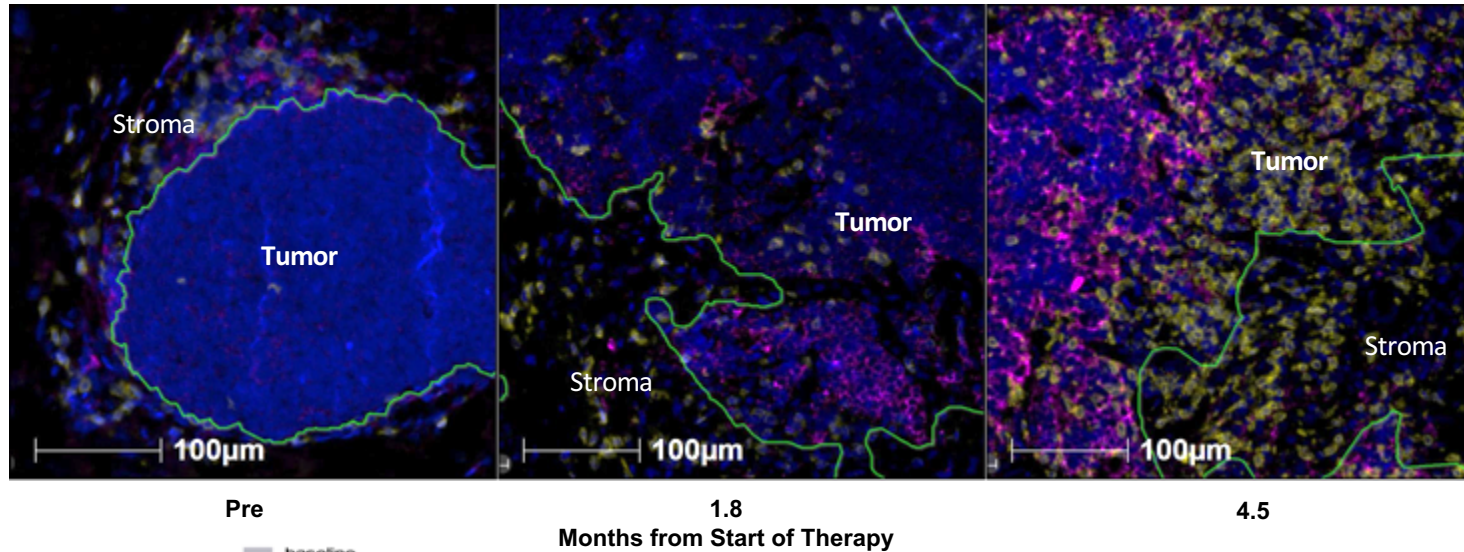 Stroma
Tumor
100µm
Tumor
Stroma
100µm
Tumor
Stroma
100µm
Pre 1.8 4.5
Months from Start of Therapy